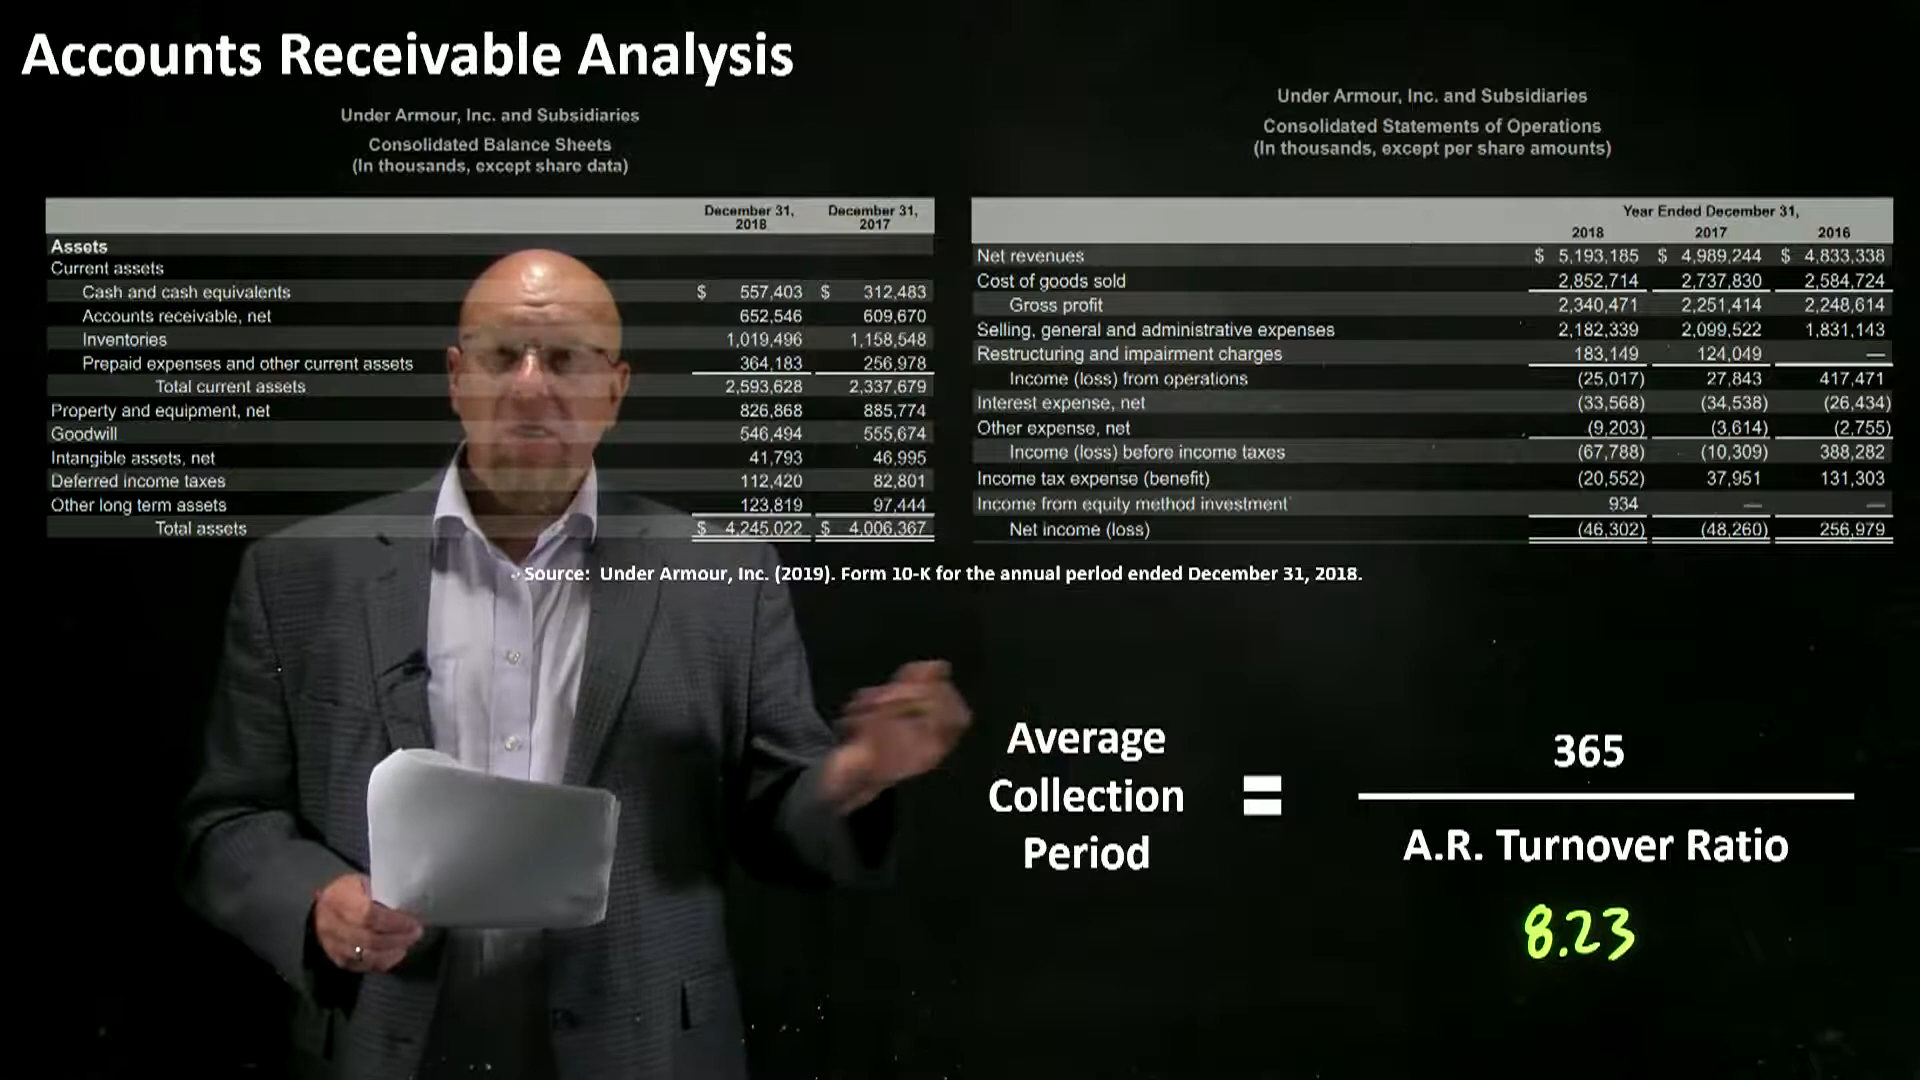 Accounts Receivable Analysis
Under Armour, Inc. and Subsidiaries
Consolidated Balance Sheets
(In thousands, except share data)
December 31, 2018 December 31, 2017
Assets
Current assets
Cash and cash equivalents $ 557,403 $ 312,483
Accounts receivable, net 652,546 609,670
Inventories 1,019,496 1,158,548
Prepaid expenses and other current assets 364,183 256,978
Total current assets 2,593,628 2,337,679
Property and equipment, net 826,868 885,774
Goodwill 546,494 555,674
Intangible assets, net 41,793 46,995
Deferred income taxes 112,420 82,801
Other long term assets 123,819 97,444
Total assets $ 4,245,022 $ 4,006,367
Under Armour, Inc. and Subsidiaries
Consolidated Statements of Operations
(In thousands, except per share amounts)
Year Ended December 31,
2018 2017 2016
Net revenues $ 5,193,185 $ 4,989,244 $ 4,833,338
Cost of goods sold 2,852,714 2,737,830 2,584,724
Gross profit 2,340,471 2,251,414 2,248,614
Selling, general and administrative expenses 2,182,339 2,099,522 1,831,143
Restructuring and impairment charges 183,149 124,049 —
Income (loss) from operations (25,017) 27,843 417,471
Interest expense, net (33,568) (34,538) (26,434)
Other expense, net (9,203) (3,614) (2,755)
Income (loss) before income taxes (67,788) (10,309) 388,282
Income tax expense (benefit) (20,552) 37,951 131,303
Income from equity method investment 934 — —
Net income (loss) (46,302) (48,260) 256,979
Source: Under Armour, Inc. (2019). Form 10-K for the annual period ended December 31, 2018.
Average
Collection
Period
=
365
A.R. Turnover Ratio
8.23